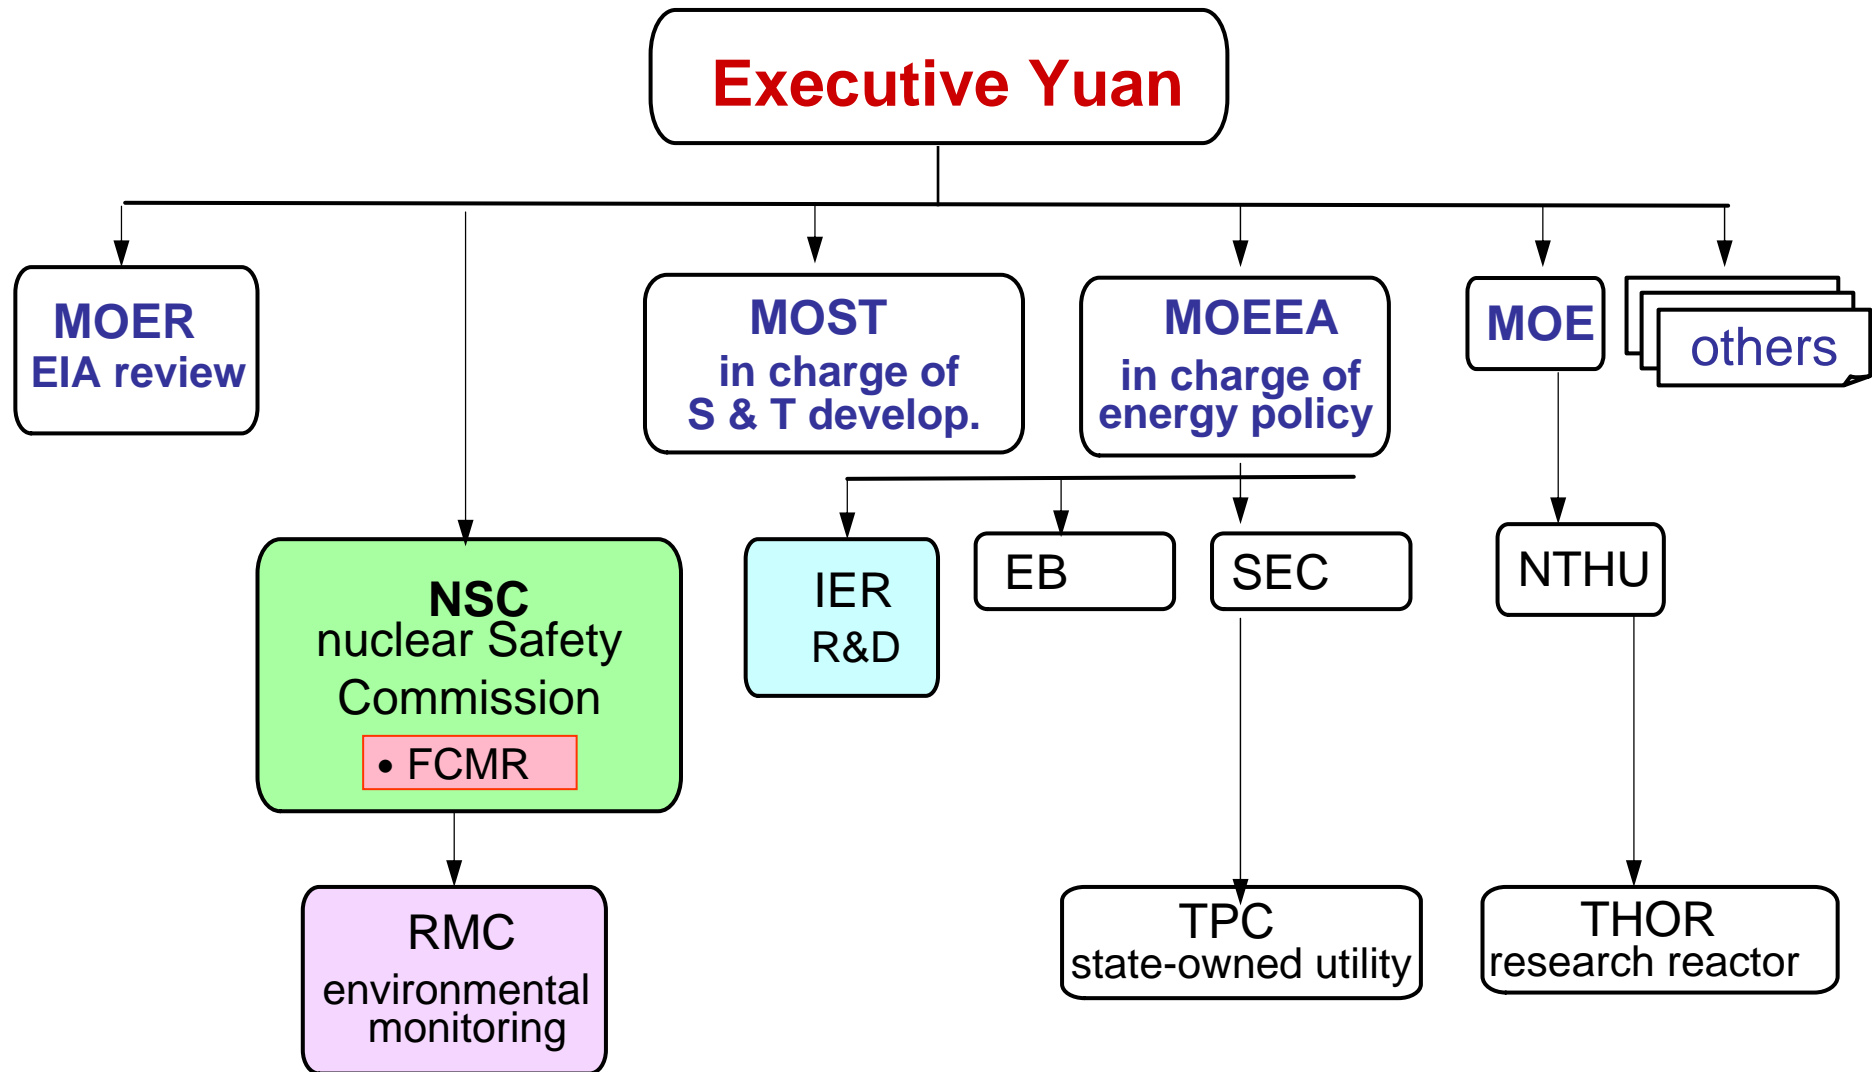 Executive Yuan
MOER
EIA review
MOST
in charge of
S & T develop.
MOEEA
in charge of
energy policy
MOE
others
NSC
nuclear Safety
Commission
• FCMR
IER
R&D
EB
SEC
NTHU
RMC
environmental
monitoring
TPC
state-owned utility
THOR
research reactor